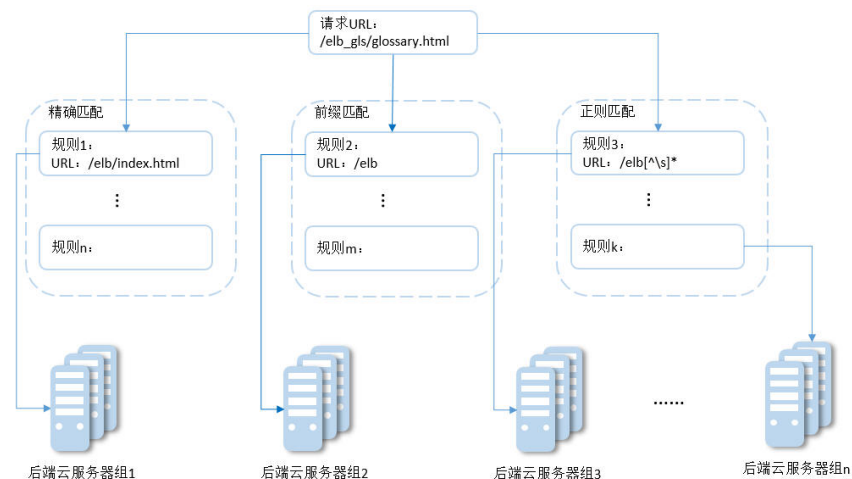 请求URL：
/elb_gls/glossary.html
精确匹配
前缀匹配
正则匹配
规则1：
URL：/elb/index.html
规则2：
URL：/elb
规则3：
URL：/elb[^\s]*
⋮
⋮
⋮
规则n：
规则m：
规则k：
......
后端云服务器组1
后端云服务器组2
后端云服务器组3
后端云服务器组n